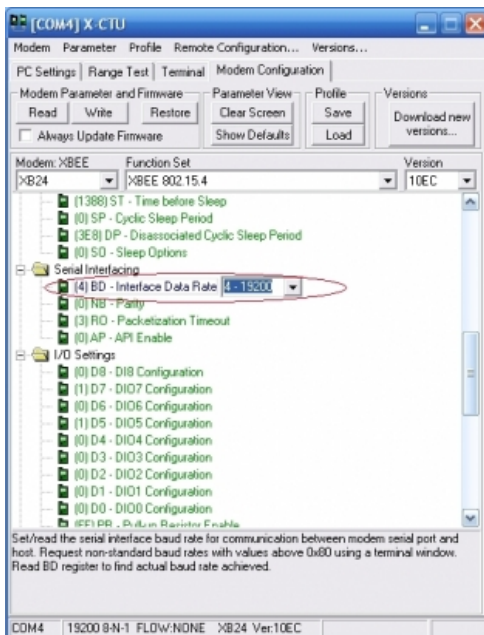 [COM4] X-CTU
Modem Parameter Profile Remote Configuration... Versions...
PC Settings Range Test Terminal Modem Configuration
Modem Parameter and Firmware Parameter View Profile Versions
Read Write Restore Clear Screen Save Download new versions...
Always Update Firmware Show Defaults Load
Modem: XBEE Function Set Version
XB24 XBEE 802.15.4 10EC
(1388) ST - Time before Sleep
(0) SP - Cyclic Sleep Period
(3E8) DP - Disassociated Cyclic Sleep Period
(0) SO - Sleep Options
Serial Interfacing
(4) BD - Interface Data Rate 4 - 19200
(0) NB - Parity
(3) RO - Packetization Timeout
(0) AP - API Enable
I/O Settings
(0) D8 - DI8 Configuration
(1) D7 - DIO7 Configuration
(0) D6 - DIO6 Configuration
(1) D5 - DIO5 Configuration
(0) D4 - DIO4 Configuration
(0) D3 - DIO3 Configuration
(0) D2 - DIO2 Configuration
(0) D1 - DIO1 Configuration
(0) D0 - DIO0 Configuration
(FF) PR - Pull-up Resistor Enable
Set/read the serial interface baud rate for communication between modem serial port and
host. Request non-standard baud rates with values above 0x80 using a terminal window.
Read BD register to find actual baud rate achieved.
COM4 19200 8-N-1 FLOW:NONE XB24 Ver:10EC